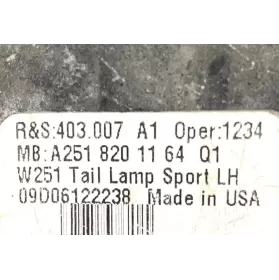 R&S:403.007 A1 Oper:1234
MB:A251 820 11 64 Q1
W251 Tail Lamp Sport LH
09D06122238 Made in USA